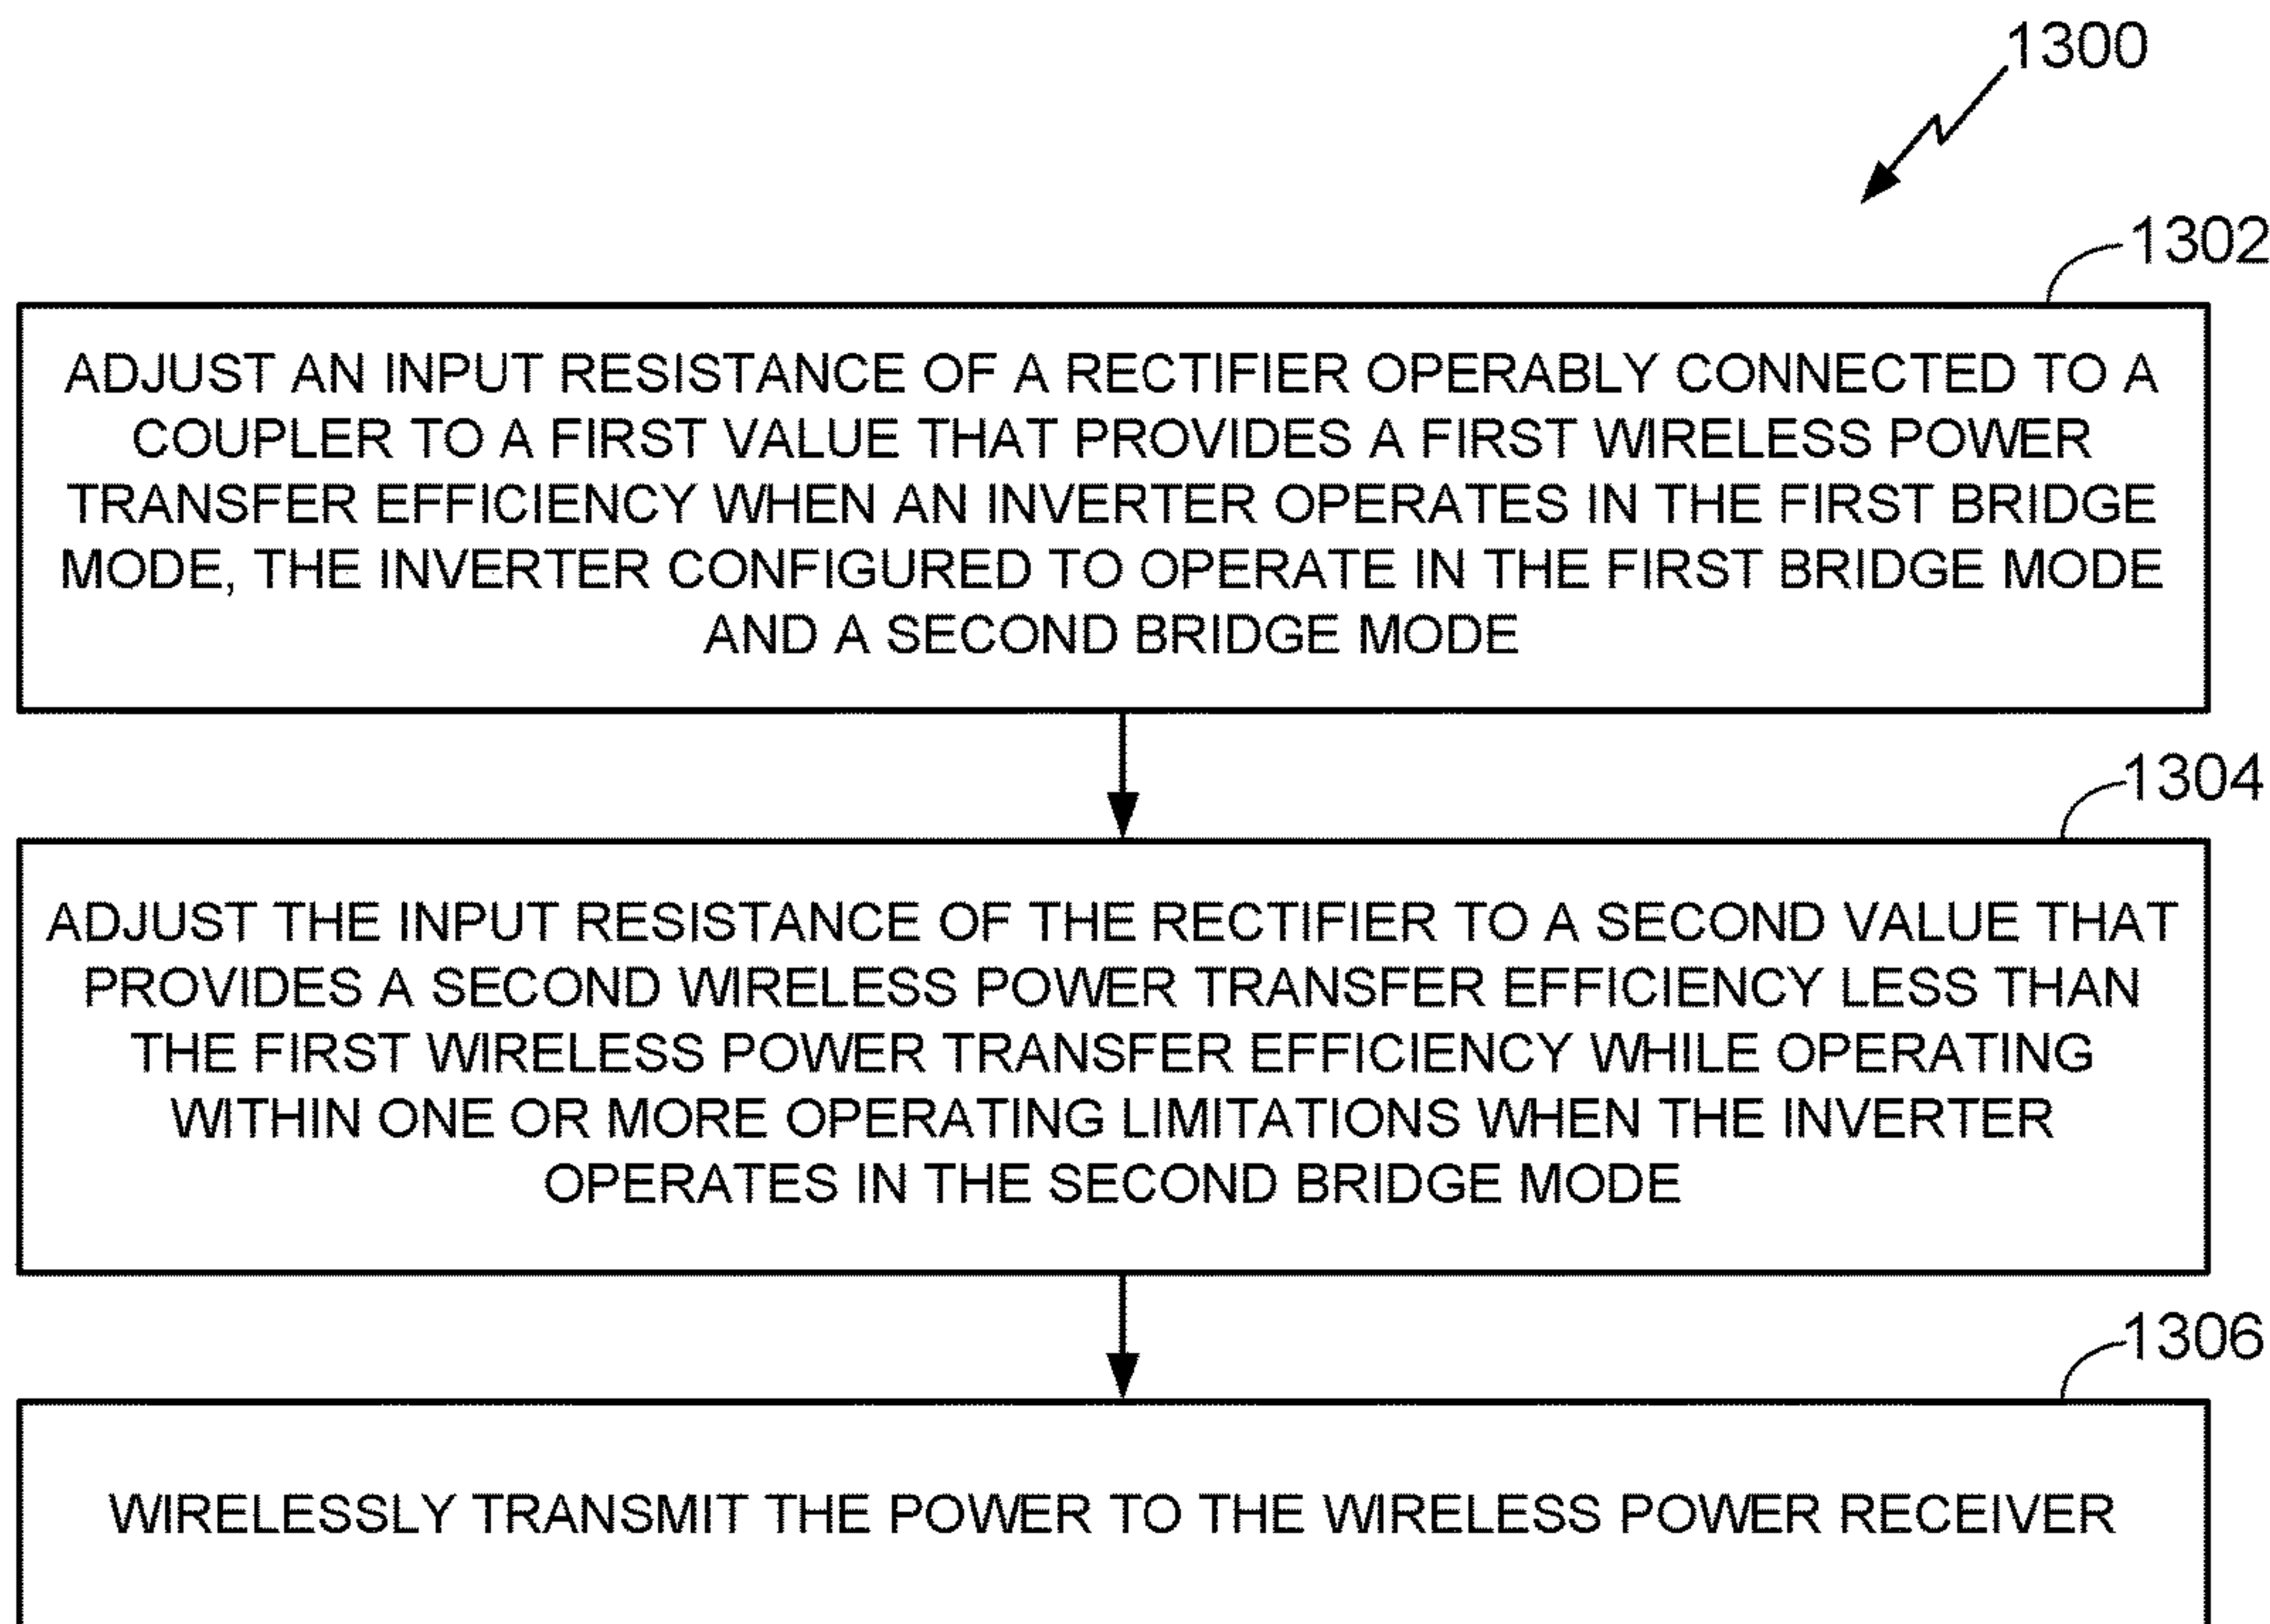 1300
1302
ADJUST AN INPUT RESISTANCE OF A RECTIFIER OPERABLY CONNECTED TO A
COUPLER TO A FIRST VALUE THAT PROVIDES A FIRST WIRELESS POWER
TRANSFER EFFICIENCY WHEN AN INVERTER OPERATES IN THE FIRST BRIDGE
MODE, THE INVERTER CONFIGURED TO OPERATE IN THE FIRST BRIDGE MODE
AND A SECOND BRIDGE MODE
1304
ADJUST THE INPUT RESISTANCE OF THE RECTIFIER TO A SECOND VALUE THAT
PROVIDES A SECOND WIRELESS POWER TRANSFER EFFICIENCY LESS THAN
THE FIRST WIRELESS POWER TRANSFER EFFICIENCY WHILE OPERATING
WITHIN ONE OR MORE OPERATING LIMITATIONS WHEN THE INVERTER
OPERATES IN THE SECOND BRIDGE MODE
1306
WIRELESSLY TRANSMIT THE POWER TO THE WIRELESS POWER RECEIVER